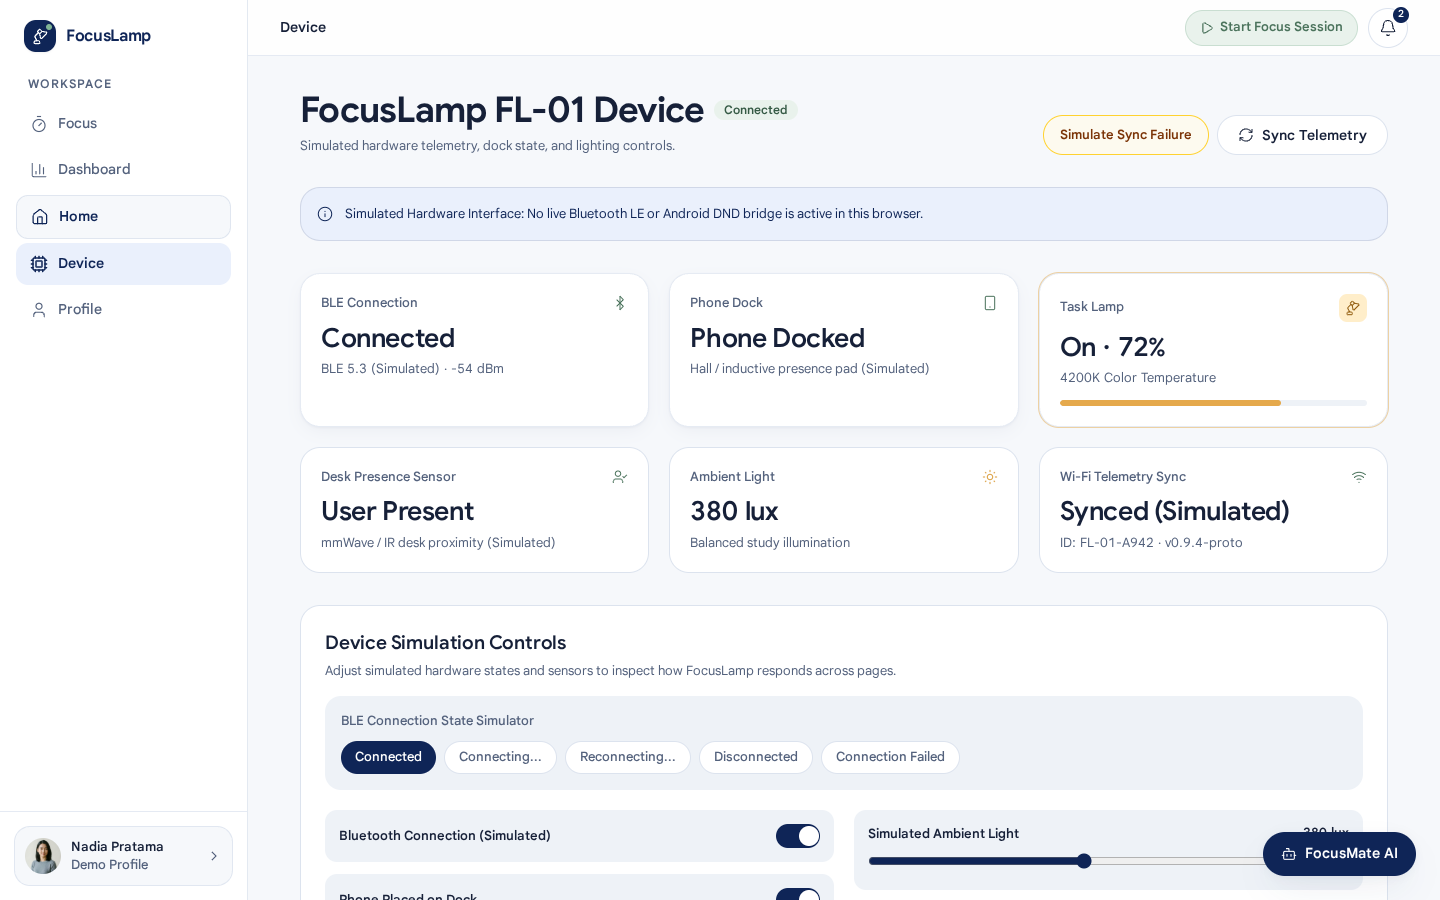 FocusLamp
WORKSPACE
Focus
Dashboard
Home
Device
Profile
Nadia Pratama
Demo Profile
Device
Start Focus Session
2
FocusLamp FL-01 Device
Connected
Simulated hardware telemetry, dock state, and lighting controls.
Simulate Sync Failure
Sync Telemetry
Simulated Hardware Interface: No live Bluetooth LE or Android DND bridge is active in this browser.
BLE Connection
Connected
BLE 5.3 (Simulated) · -54 dBm
Phone Dock
Phone Docked
Hall / inductive presence pad (Simulated)
Task Lamp
On · 72%
4200K Color Temperature
Desk Presence Sensor
User Present
mmWave / IR desk proximity (Simulated)
Ambient Light
380 lux
Balanced study illumination
Wi-Fi Telemetry Sync
Synced (Simulated)
ID: FL-01-A942 · v0.9.4-proto
Device Simulation Controls
Adjust simulated hardware states and sensors to inspect how FocusLamp responds across pages.
BLE Connection State Simulator
Connected
Connecting...
Reconnecting...
Disconnected
Connection Failed
Bluetooth Connection (Simulated)
Simulated Ambient Light
380 lux
Phone Placed on Dock
FocusMate AI